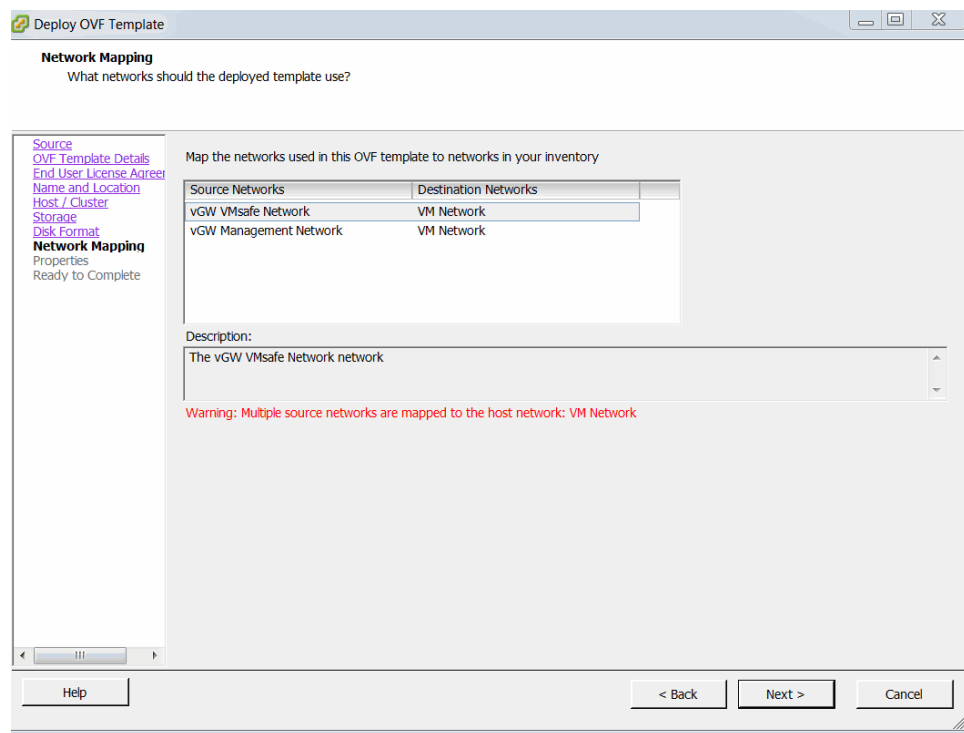 Deploy OVF Template
Network Mapping
What networks should the deployed template use?
Source
OVF Template Details
End User License Agreer
Name and Location
Host / Cluster
Storage
Disk Format
Network Mapping
Properties
Ready to Complete
Map the networks used in this OVF template to networks in your inventory
Source Networks Destination Networks
vGW VMsafe Network VM Network
vGW Management Network VM Network
Description:
The vGW VMsafe Network network
Warning: Multiple source networks are mapped to the host network: VM Network
Help < Back Next > Cancel